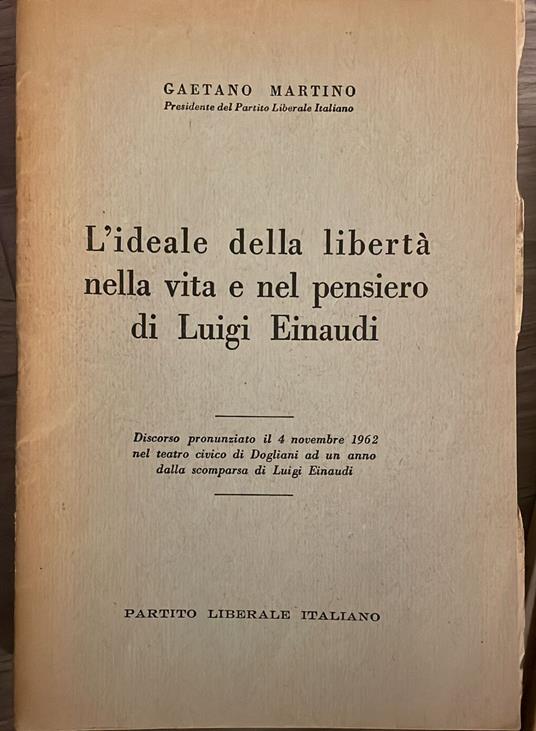 GAETANO MARTINO
Presidente del Partito Liberale Italiano
L'ideale della libertà
nella vita e nel pensiero
di Luigi Einaudi
Discorso pronunziato il 4 novembre 1962
nel teatro civico di Dogliani ad un anno
dalla scomparsa di Luigi Einaudi
PARTITO LIBERALE ITALIANO